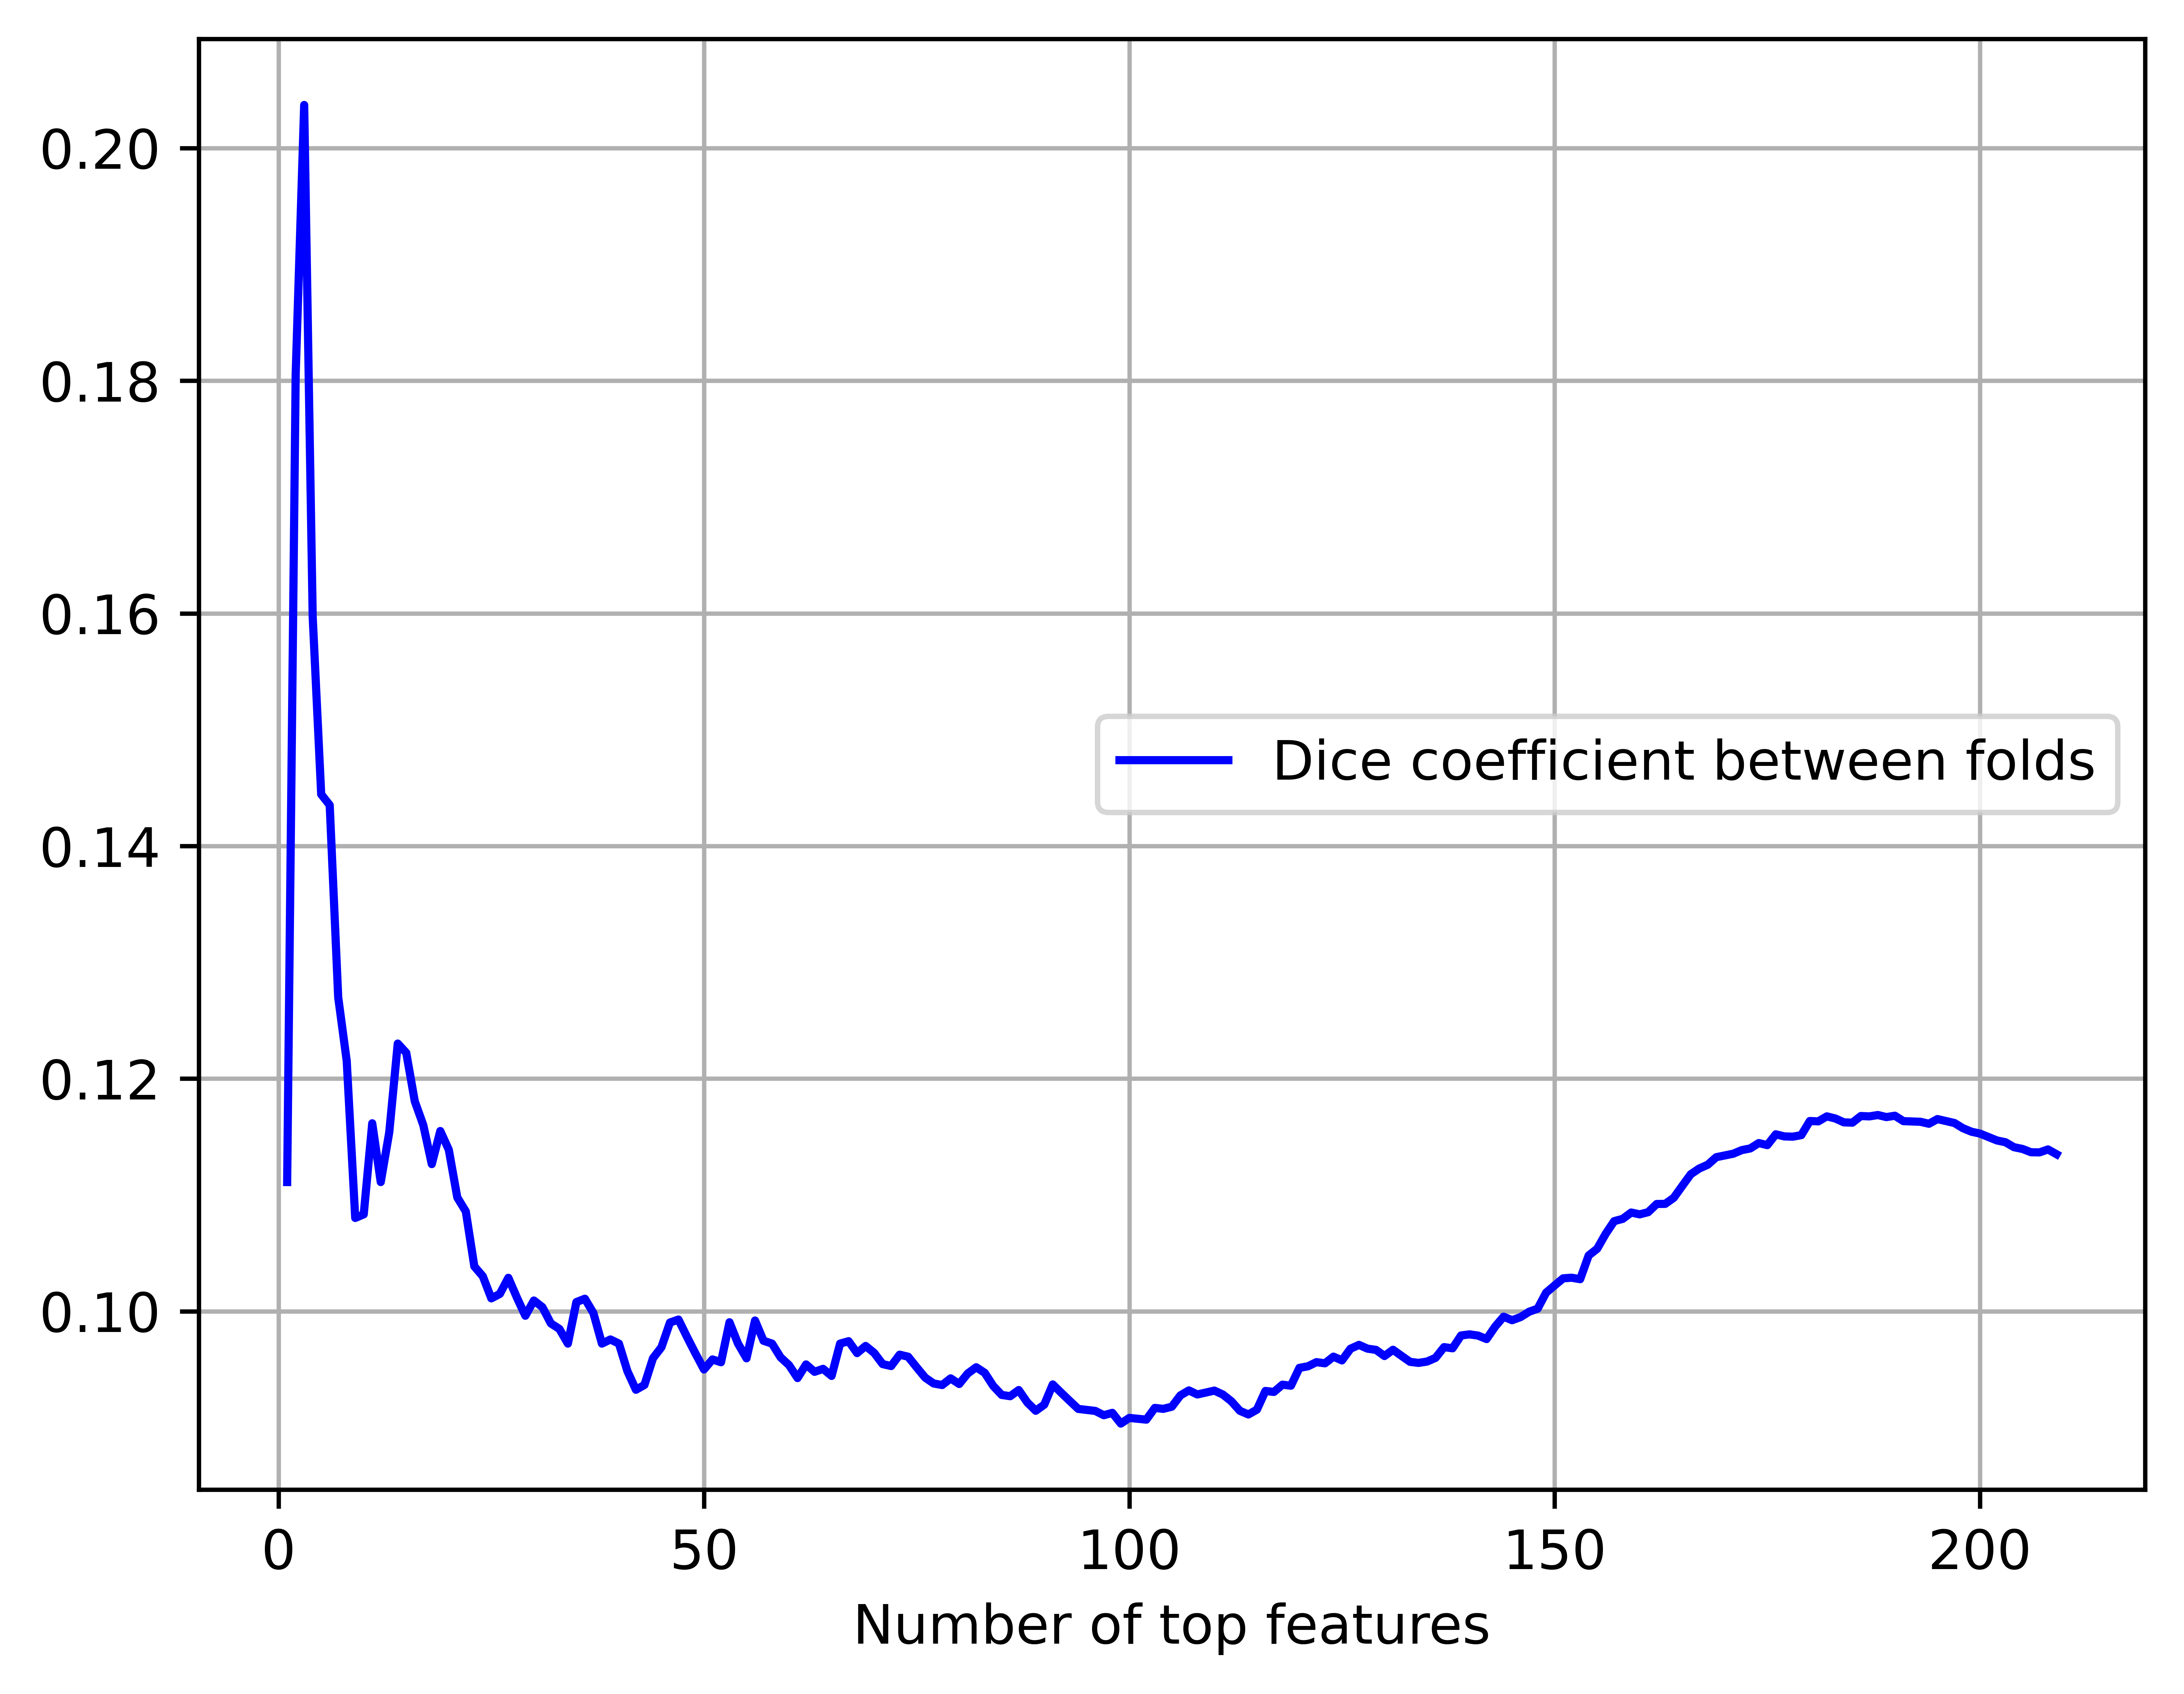 0.20
0.18
0.16
0.14
0.12
0.10
Dice coefficient between folds
0 50 100 150 200
Number of top features